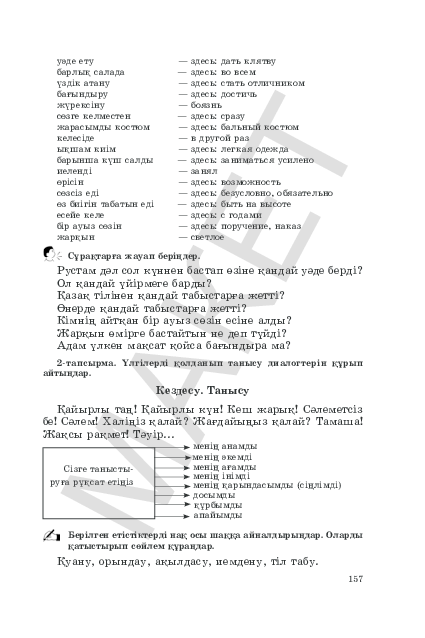 уәде ету — здесь: дать клятву
барлық салада — здесь: во всем
үздік атану — здесь: стать отличником
бағындыру — здесь: достичь
жүрексіну — боязнь
сөзге келместен — здесь: сразу
жарасымды костюм — здесь: бальный костюм
келесіде — в другой раз
ықшам киім — здесь: легкая одежда
барынша күш салды — здесь: заниматься усилено
иеленді — занял
өрісін — здесь: возможность
сөзсіз еді — здесь: безусловно, обязательно
өз биігін табатын еді — здесь: быть на высоте
есейе келе — здесь: с годами
бір ауыз сөзін — здесь: поручение, наказ
жарқын — светлое
Сұрақтарға жауап беріңдер.
Рустам дәл сол күннен бастап өзіне қандай уәде берді?
Ол қандай үйірмеге барды?
Қазақ тілінен қандай табыстарға жетті?
Өнерде қандай табыстарға жетті?
Кімнің айтқан бір ауыз сөзін есіне алды?
Жарқын өмірге бастайтын не деп түйді?
Адам үлкен мақсат қойса бағындыра ма?
2-тапсырма. Үлгілерді қолданып танысу диалогтерін құрып
айтыңдар.
Кездесу. Танысу
Қайырлы таң! Қайырлы күн! Кеш жарық! Сәлеметсіз
бе! Сәлем! Халіңіз қалай? Жағдайыңыз қалай? Тамаша!
Жақсы рақмет! Тәуір...
Сізге танысты-
руға рұқсат етіңіз
менің анамды
менің әкемді
менің ағамды
менің інімді
менің қарындасымды (сіңлімді)
досымды
құрбымды
апайымды
Берілген етістіктерді нақ осы шаққа айналдырыңдар. Оларды
қатыстырып сөйлем құраңдар.
Қуану, орындау, ақылдасу, иемдену, тіл табу.
157
МАКЕТ